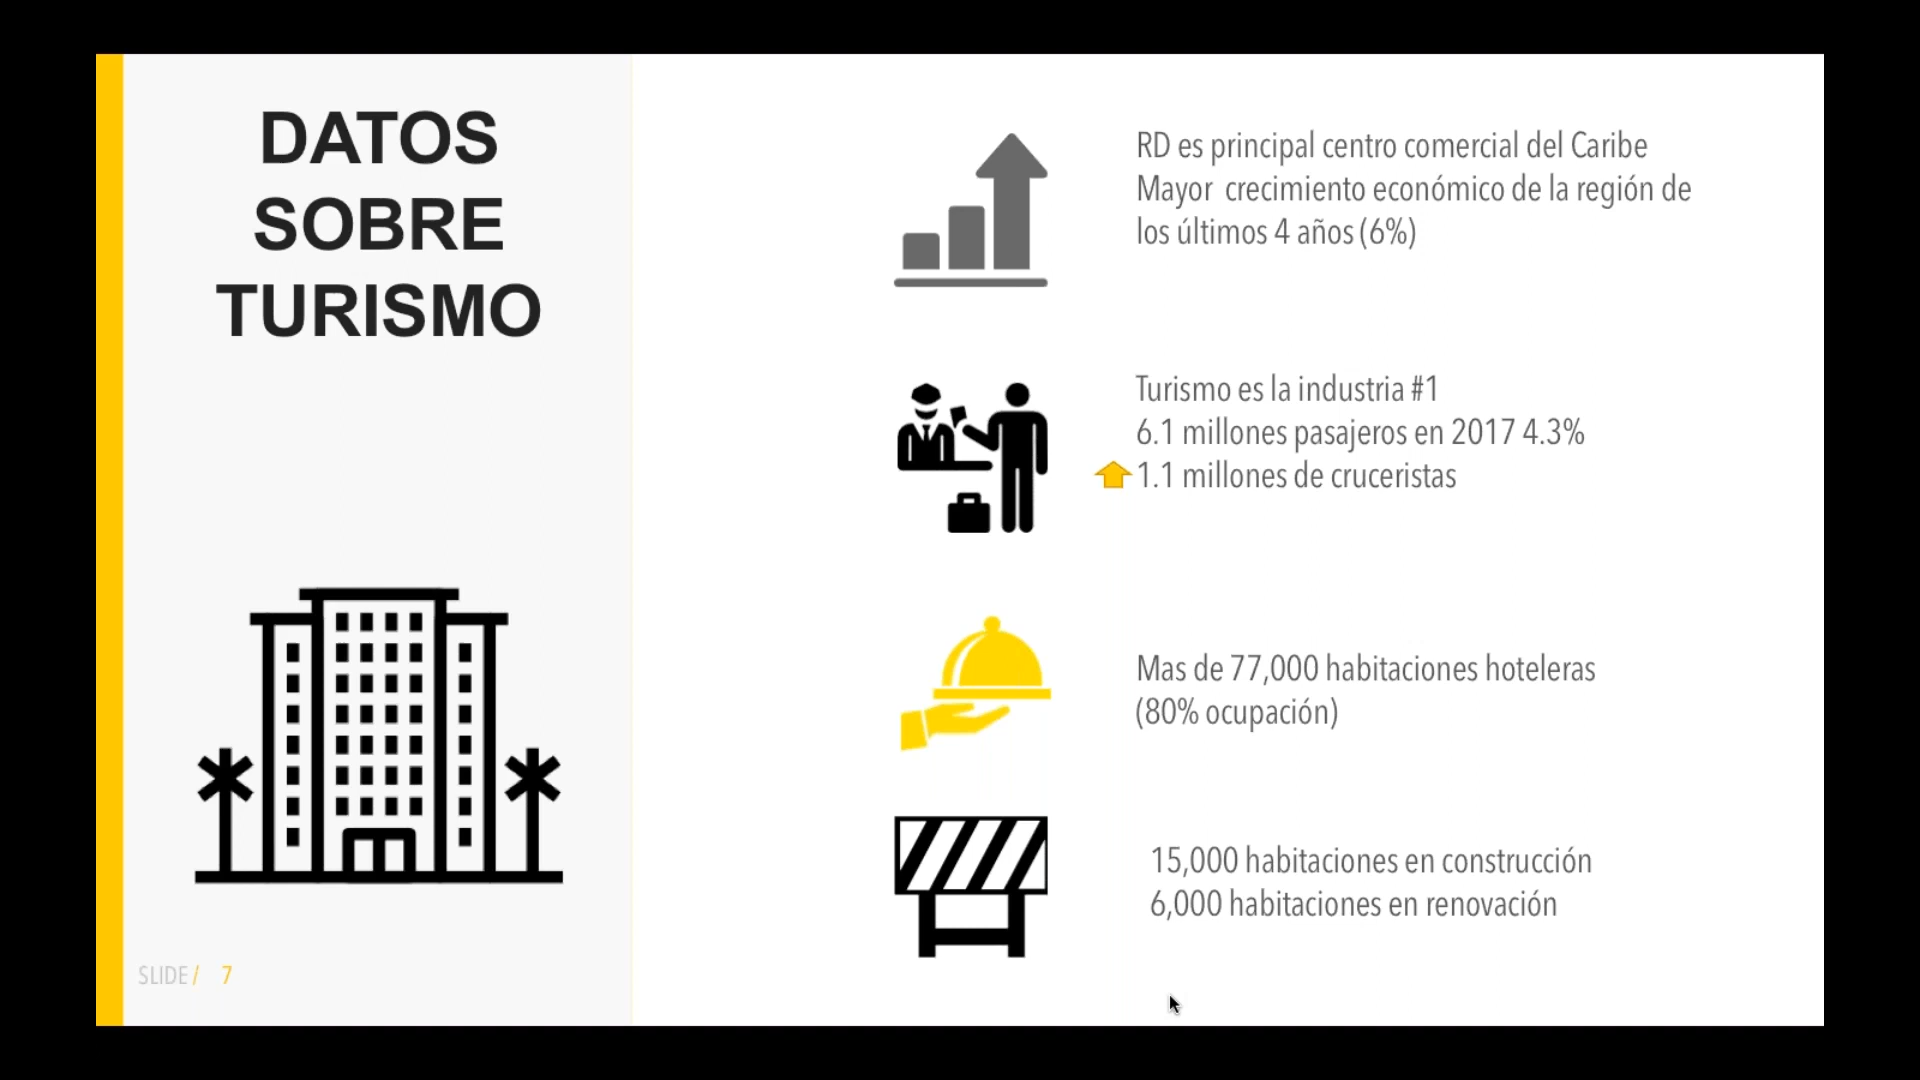 DATOS
SOBRE
TURISMO
RD es principal centro comercial del Caribe
Mayor  crecimiento económico de la región de
los últimos 4 años (6%)
Turismo es la industria #1
6.1 millones pasajeros en 2017 4.3%
1.1 millones de cruceristas
Mas de 77,000 habitaciones hoteleras
(80% ocupación)
15,000 habitaciones en construcción
6,000 habitaciones en renovación
SLIDE / 7